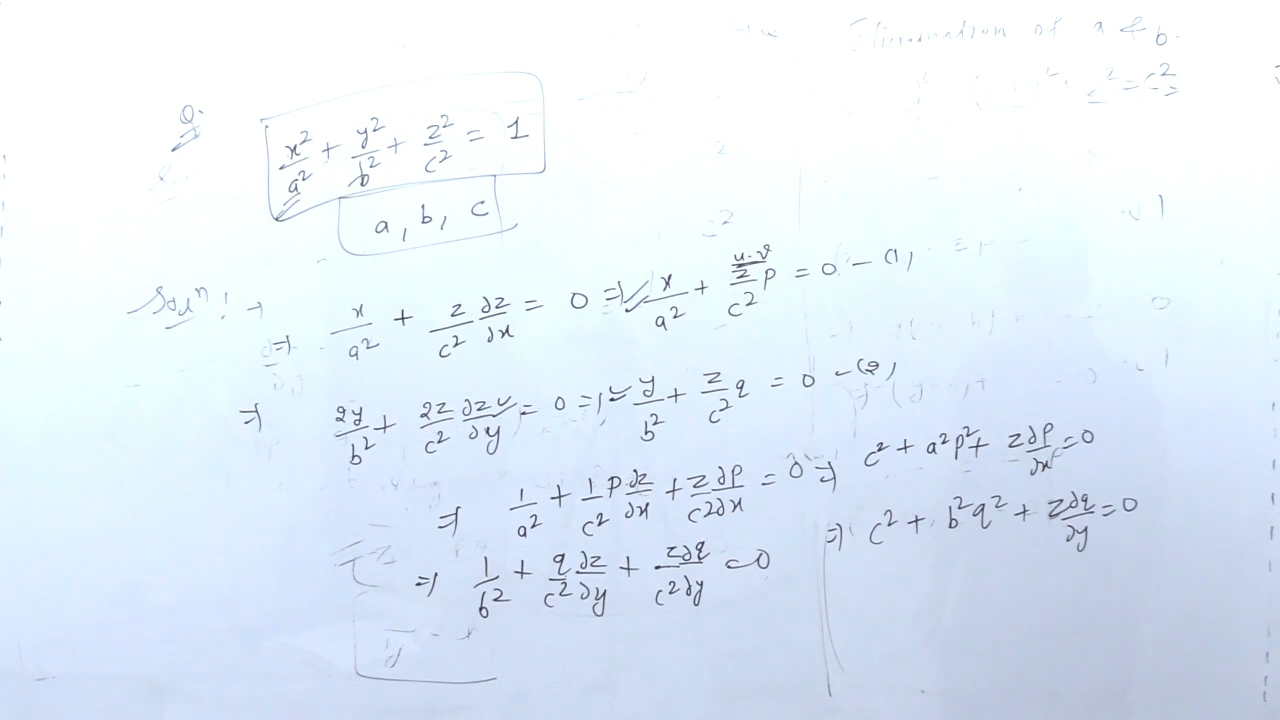 Elimination of a & b.
c² = c²
Q. x²/a² + y²/b² + z²/c² = 1
a, b, c
Solⁿ: →
⇒ x/a² + z/c² ∂z/∂x = 0 ⇒ x/a² + z/c² p = 0 – (1)
u·v
⇒ 2y/b² + 2z/c² ∂z/∂y = 0 ⇒ y/b² + z/c² q = 0 – (2)
⇒ 1/a² + 1/c² p ∂z/∂x + z∂p/c²∂x = 0 ⇒ c² + a²p² + z∂p/∂x = 0
⇒ 1/b² + q∂z/c²∂y + z∂q/c²∂y = 0 ⇒ c² + b²q² + z∂q/∂y = 0